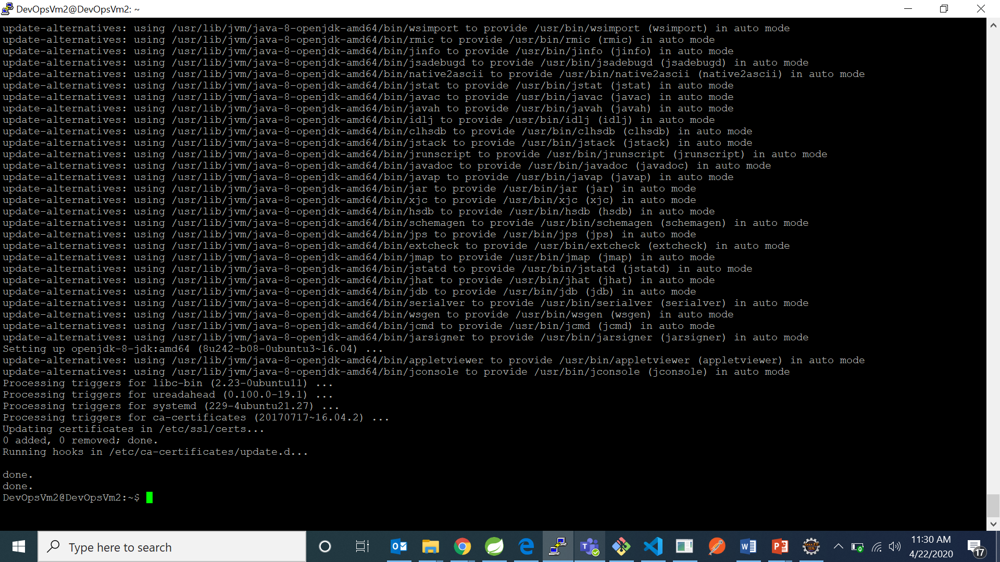 DevOpsVm2@DevOpsVm2: ~
update-alternatives: using /usr/lib/jvm/java-8-openjdk-amd64/bin/wsimport to provide /usr/bin/wsimport (wsimport) in auto mode
update-alternatives: using /usr/lib/jvm/java-8-openjdk-amd64/bin/rmic to provide /usr/bin/rmic (rmic) in auto mode
update-alternatives: using /usr/lib/jvm/java-8-openjdk-amd64/bin/jinfo to provide /usr/bin/jinfo (jinfo) in auto mode
update-alternatives: using /usr/lib/jvm/java-8-openjdk-amd64/bin/jsadebugd to provide /usr/bin/jsadebugd (jsadebugd) in auto mode
update-alternatives: using /usr/lib/jvm/java-8-openjdk-amd64/bin/native2ascii to provide /usr/bin/native2ascii (native2ascii) in auto mode
update-alternatives: using /usr/lib/jvm/java-8-openjdk-amd64/bin/jstat to provide /usr/bin/jstat (jstat) in auto mode
update-alternatives: using /usr/lib/jvm/java-8-openjdk-amd64/bin/javac to provide /usr/bin/javac (javac) in auto mode
update-alternatives: using /usr/lib/jvm/java-8-openjdk-amd64/bin/javah to provide /usr/bin/javah (javah) in auto mode
update-alternatives: using /usr/lib/jvm/java-8-openjdk-amd64/bin/idlj to provide /usr/bin/idlj (idlj) in auto mode
update-alternatives: using /usr/lib/jvm/java-8-openjdk-amd64/bin/clhsdb to provide /usr/bin/clhsdb (clhsdb) in auto mode
update-alternatives: using /usr/lib/jvm/java-8-openjdk-amd64/bin/jstack to provide /usr/bin/jstack (jstack) in auto mode
update-alternatives: using /usr/lib/jvm/java-8-openjdk-amd64/bin/jrunscript to provide /usr/bin/jrunscript (jrunscript) in auto mode
update-alternatives: using /usr/lib/jvm/java-8-openjdk-amd64/bin/javadoc to provide /usr/bin/javadoc (javadoc) in auto mode
update-alternatives: using /usr/lib/jvm/java-8-openjdk-amd64/bin/javap to provide /usr/bin/javap (javap) in auto mode
update-alternatives: using /usr/lib/jvm/java-8-openjdk-amd64/bin/jar to provide /usr/bin/jar (jar) in auto mode
update-alternatives: using /usr/lib/jvm/java-8-openjdk-amd64/bin/xjc to provide /usr/bin/xjc (xjc) in auto mode
update-alternatives: using /usr/lib/jvm/java-8-openjdk-amd64/bin/hsdb to provide /usr/bin/hsdb (hsdb) in auto mode
update-alternatives: using /usr/lib/jvm/java-8-openjdk-amd64/bin/schemagen to provide /usr/bin/schemagen (schemagen) in auto mode
update-alternatives: using /usr/lib/jvm/java-8-openjdk-amd64/bin/jps to provide /usr/bin/jps (jps) in auto mode
update-alternatives: using /usr/lib/jvm/java-8-openjdk-amd64/bin/extcheck to provide /usr/bin/extcheck (extcheck) in auto mode
update-alternatives: using /usr/lib/jvm/java-8-openjdk-amd64/bin/jmap to provide /usr/bin/jmap (jmap) in auto mode
update-alternatives: using /usr/lib/jvm/java-8-openjdk-amd64/bin/jstatd to provide /usr/bin/jstatd (jstatd) in auto mode
update-alternatives: using /usr/lib/jvm/java-8-openjdk-amd64/bin/jhat to provide /usr/bin/jhat (jhat) in auto mode
update-alternatives: using /usr/lib/jvm/java-8-openjdk-amd64/bin/jdb to provide /usr/bin/jdb (jdb) in auto mode
update-alternatives: using /usr/lib/jvm/java-8-openjdk-amd64/bin/serialver to provide /usr/bin/serialver (serialver) in auto mode
update-alternatives: using /usr/lib/jvm/java-8-openjdk-amd64/bin/wsgen to provide /usr/bin/wsgen (wsgen) in auto mode
update-alternatives: using /usr/lib/jvm/java-8-openjdk-amd64/bin/jcmd to provide /usr/bin/jcmd (jcmd) in auto mode
update-alternatives: using /usr/lib/jvm/java-8-openjdk-amd64/bin/jarsigner to provide /usr/bin/jarsigner (jarsigner) in auto mode
Setting up openjdk-8-jdk:amd64 (8u242-b08-0ubuntu3~16.04) ...
update-alternatives: using /usr/lib/jvm/java-8-openjdk-amd64/bin/appletviewer to provide /usr/bin/appletviewer (appletviewer) in auto mode
update-alternatives: using /usr/lib/jvm/java-8-openjdk-amd64/bin/jconsole to provide /usr/bin/jconsole (jconsole) in auto mode
Processing triggers for libc-bin (2.23-0ubuntu11) ...
Processing triggers for ureadahead (0.100.0-19.1) ...
Processing triggers for systemd (229-4ubuntu21.27) ...
Processing triggers for ca-certificates (20170717~16.04.2) ...
Updating certificates in /etc/ssl/certs...
0 added, 0 removed; done.
Running hooks in /etc/ca-certificates/update.d...
done.
done.
DevOpsVm2@DevOpsVm2:~$
Type here to search
11:30 AM
4/22/2020
17